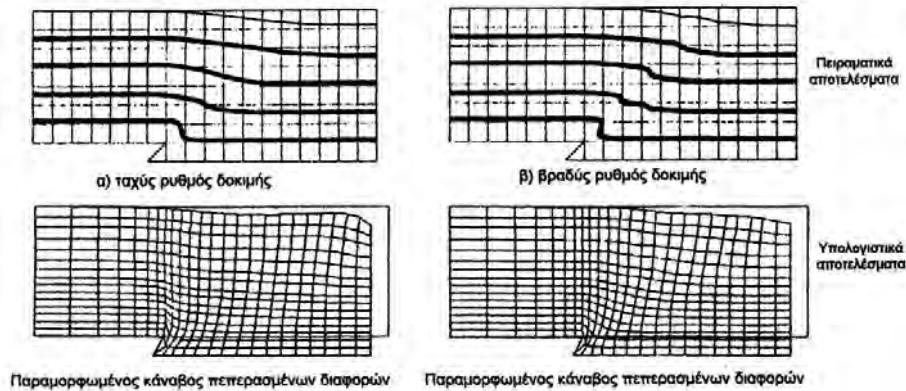 Πειραματικά
αποτελέσματα
α) ταχύς ρυθμός δοκιμής
β) βραδύς ρυθμός δοκιμής
Υπολογιστικά
αποτελέσματα
Παραμορφωμένος κάναβος πεπερασμένων διαφορών
Παραμορφωμένος κάναβος πεπερασμένων διαφορών